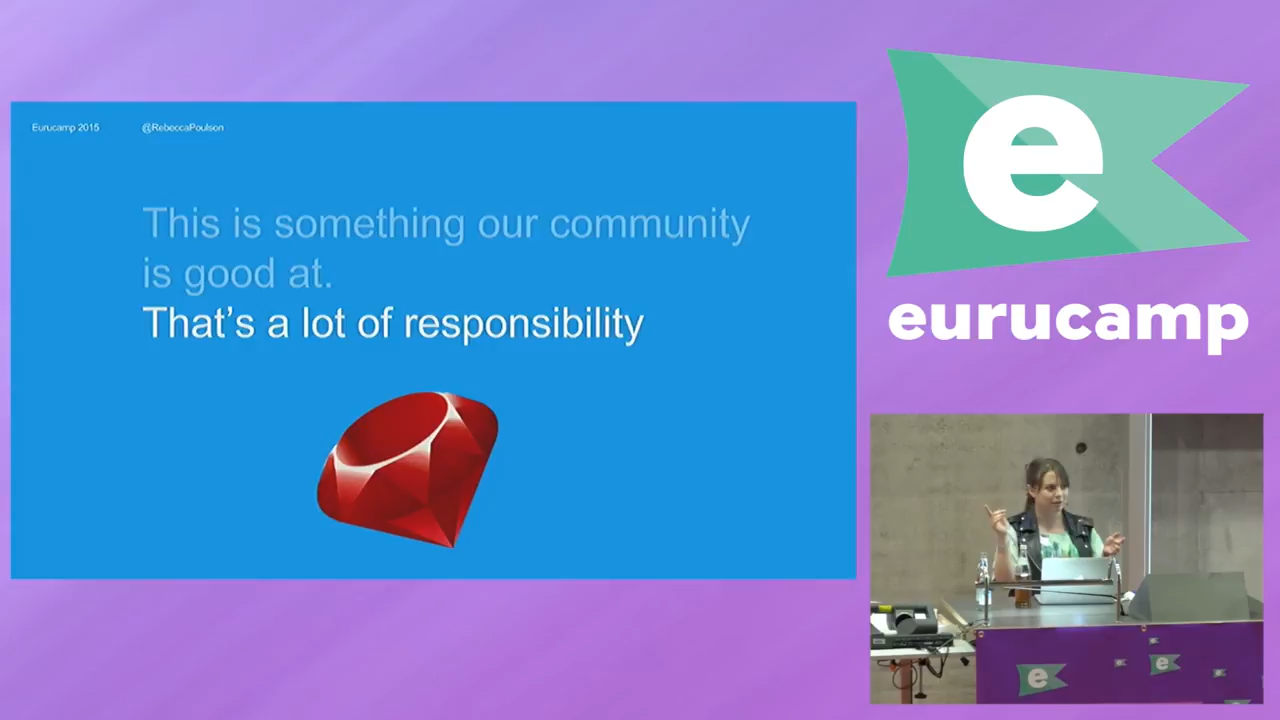 Eurucamp 2015 @RebeccaPoulson
This is something our community
is good at.
That's a lot of responsibility
e
eurucamp
e
e